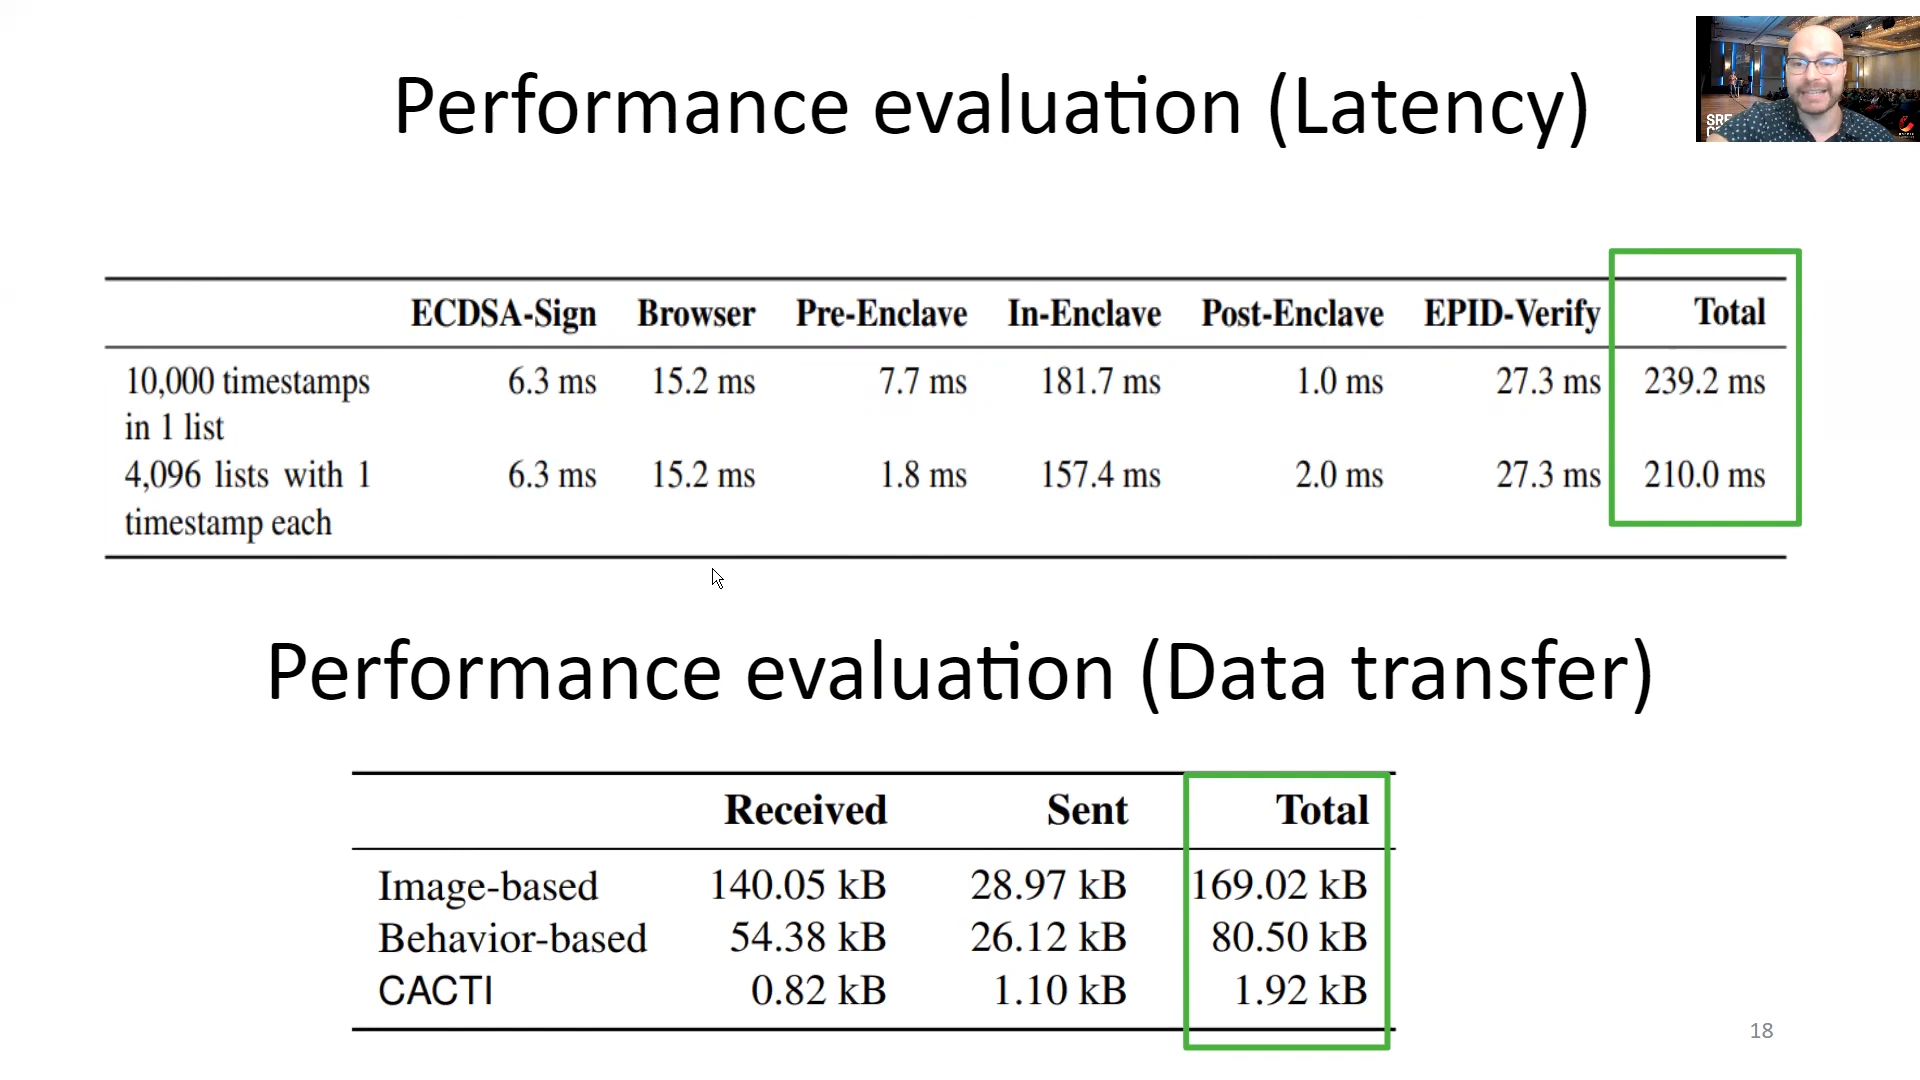 Performance evaluation (Latency)
SRE
ECDSA-Sign Browser Pre-Enclave In-Enclave Post-Enclave EPID-Verify Total
10,000 timestamps 6.3 ms 15.2 ms 7.7 ms 181.7 ms 1.0 ms 27.3 ms 239.2 ms
in 1 list
4,096 lists with 1 6.3 ms 15.2 ms 1.8 ms 157.4 ms 2.0 ms 27.3 ms 210.0 ms
timestamp each
Performance evaluation (Data transfer)
Received Sent Total
Image-based 140.05 kB 28.97 kB 169.02 kB
Behavior-based 54.38 kB 26.12 kB 80.50 kB
CACTI 0.82 kB 1.10 kB 1.92 kB
18